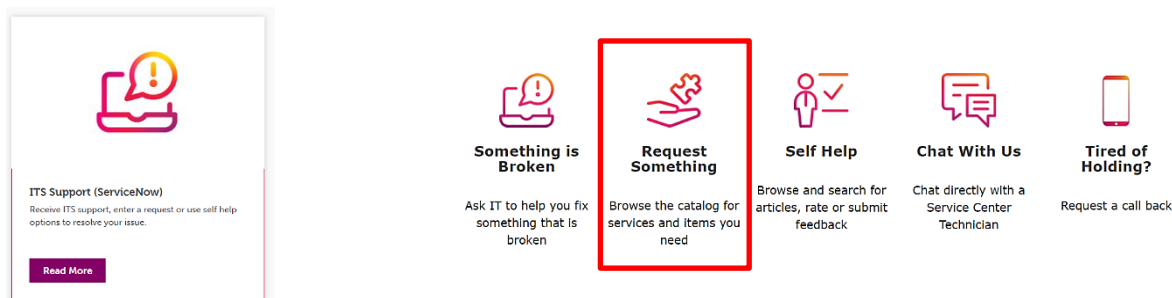 ITS Support (ServiceNow)
Receive ITS support, enter a request or use self help
options to resolve your issue.
Read More
Something is
Broken
Ask IT to help you fix
something that is
broken
Request
Something
Browse the catalog for
services and items you
need
Self Help
Browse and search for
articles, rate or submit
feedback
Chat With Us
Chat directly with a
Service Center
Technician
Tired of
Holding?
Request a call back